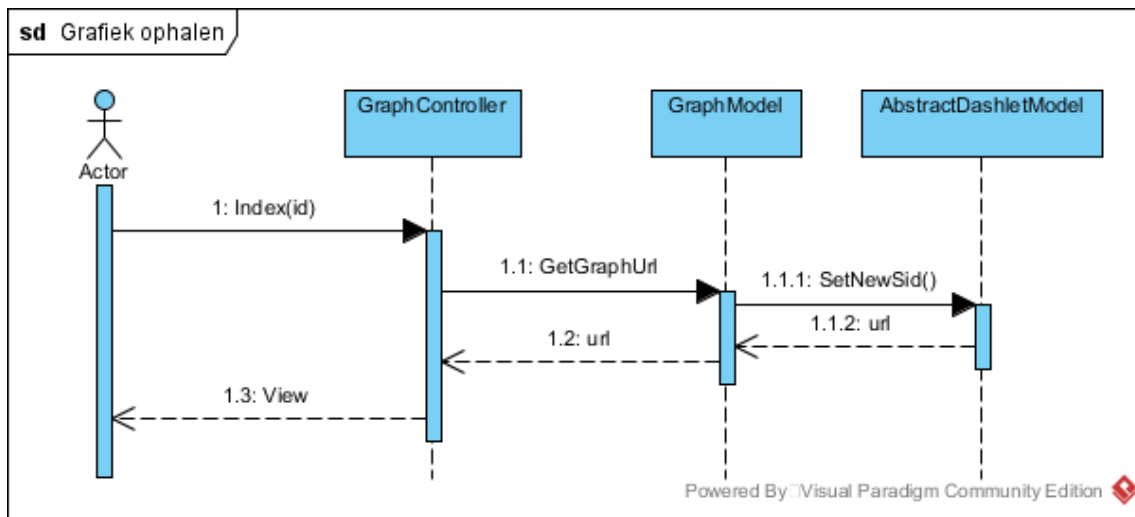 sd Grafiek ophalen
GraphController
GraphModel
AbstractDashletModel
Actor
1: Index(id)
1.1: GetGraphUrl
1.1.1: SetNewSid()
1.1.2: url
1.2: url
1.3: View
Powered By Visual Paradigm Community Edition